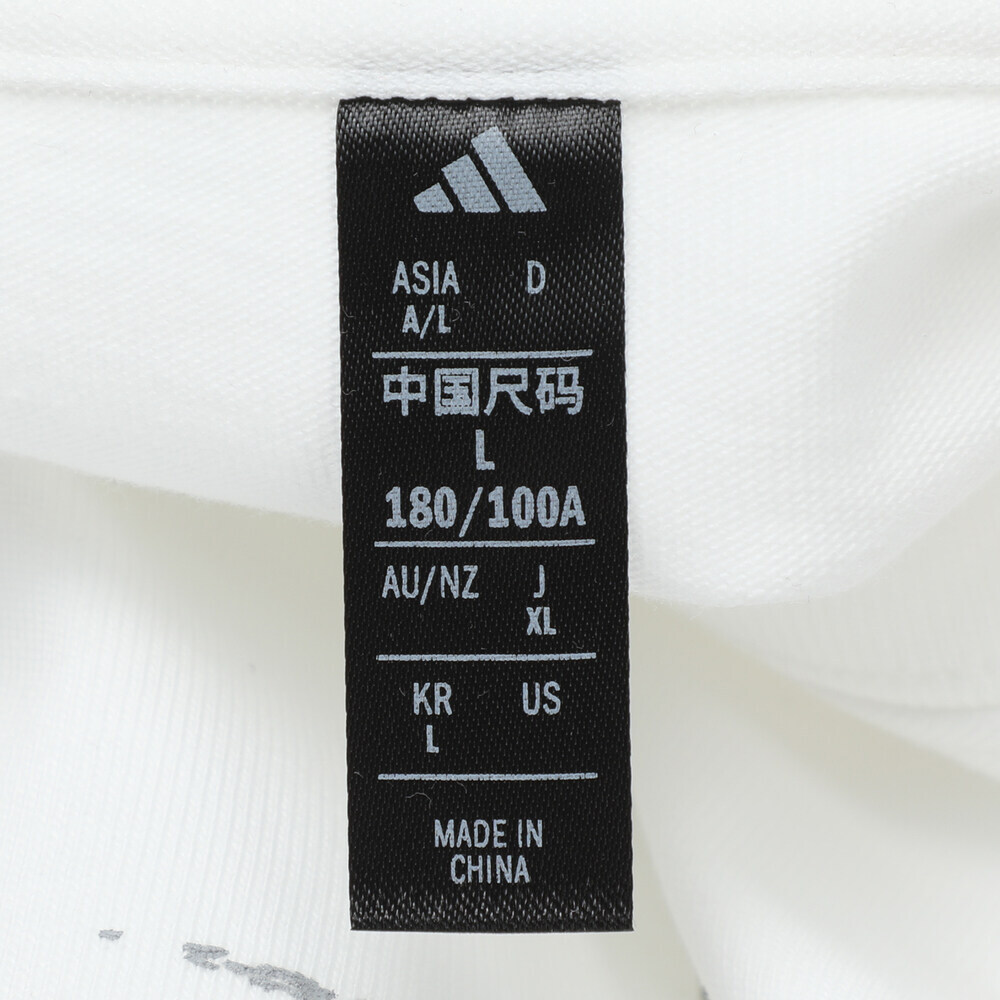 ASIA D
A/L
中国尺码
L
180/100A
AU/NZ J
XL
KR US
L
MADE IN
CHINA